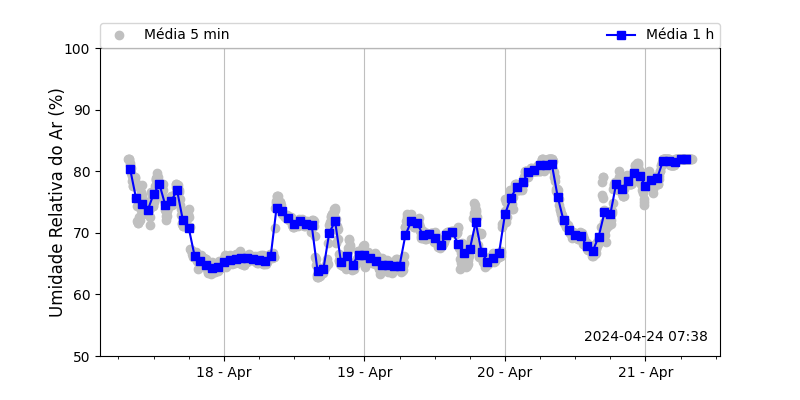 Média 5 min
Média 1 h
Umidade Relativa do Ar (%)
100
90
80
70
60
50
2024-04-24 07:38
18 - Apr
19 - Apr
20 - Apr
21 - Apr